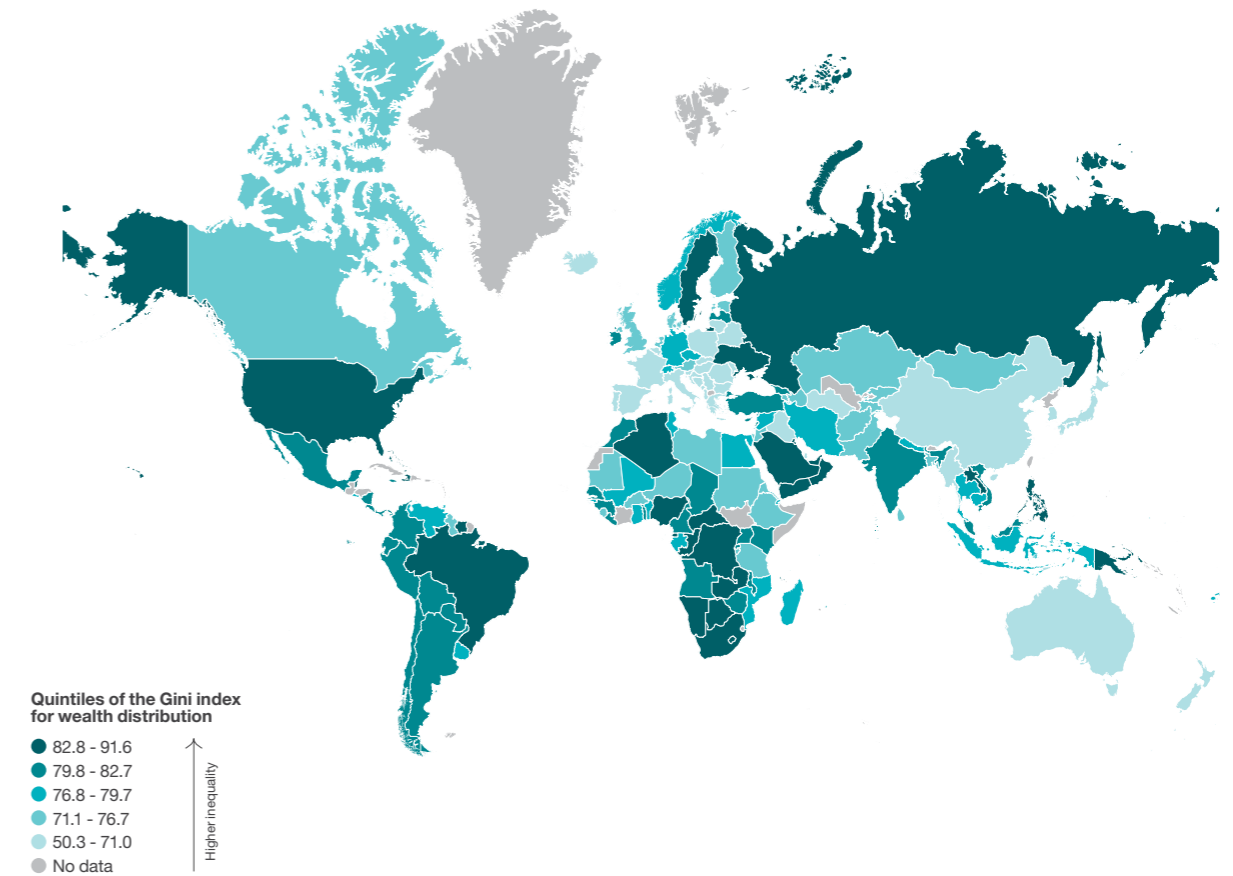 Quintiles of the Gini index
for wealth distribution
82.8 - 91.6
79.8 - 82.7
76.8 - 79.7
71.1 - 76.7
50.3 - 71.0
No data
Higher inequality